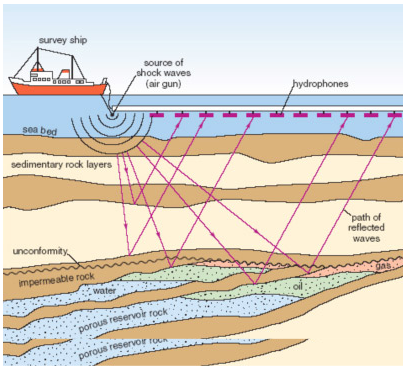 survey ship
source of
shock waves
(air gun)
hydrophones
sea bed
sedimentary rock layers
path of
reflected
waves
unconformity
gas
impermeable rock
water
oil
porous reservoir rock
porous reservoir rock